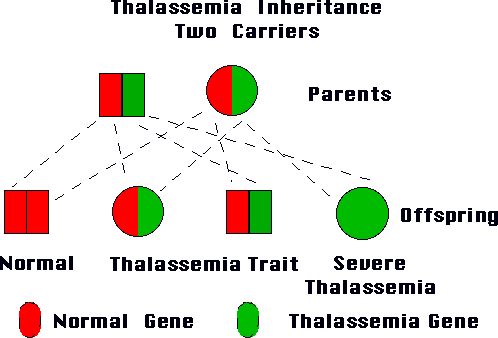 Thalassemia Inheritance
Two Carriers
Parents
Offspring
Normal
Thalassemia Trait
Severe
Thalassemia
Normal Gene
Thalassemia Gene